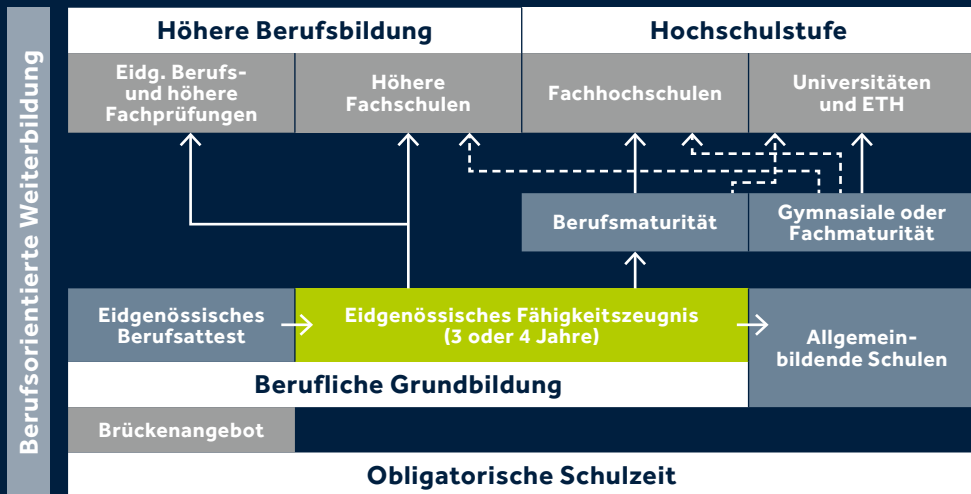 Berufsorientierte Weiterbildung
Höhere Berufsbildung
Hochschulstufe
Eidg. Berufs-
und höhere
Fachprüfungen
Höhere
Fachschulen
Fachhochschulen
Universitäten
und ETH
Berufsmaturität
Gymnasiale oder
Fachmaturität
Eidgenössisches
Berufsattest
Eidgenössisches Fähigkeitszeugnis
(3 oder 4 Jahre)
Allgemein-
bildende Schulen
Berufliche Grundbildung
Brückenangebot
Obligatorische Schulzeit